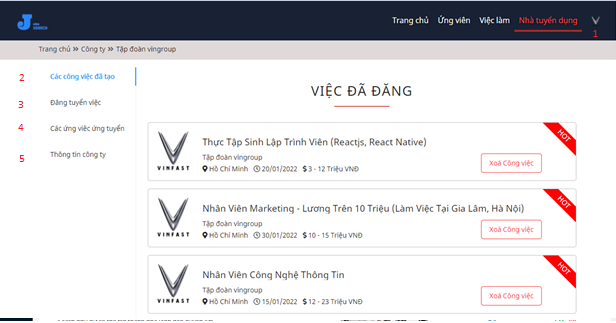 J VIỆC
SEARCH
Trang chủ Ứng viên Việc làm Nhà tuyển dụng
1
Trang chủ » Công ty » Tập đoàn vingroup
2 Các công việc đã tạo
3 Đăng tuyển việc
4 Các ứng viêc ứng tuyển
5 Thông tin công ty
VIỆC ĐÃ ĐĂNG
HOT
Thực Tập Sinh Lập Trình Viên (Reactjs, React Native)
Tập đoàn vingroup
Hồ Chí Minh 20/01/2022 $ 3 - 12 Triệu VNĐ
VINFAST
Xoá Công việc
HOT
Nhân Viên Marketing - Lương Trên 10 Triệu (Làm Việc Tại Gia Lâm, Hà Nội)
Tập đoàn vingroup
Hồ Chí Minh 30/01/2022 $ 10 - 15 Triệu VNĐ
VINFAST
Xoá Công việc
HOT
Nhân Viên Công Nghệ Thông Tin
Tập đoàn vingroup
Hồ Chí Minh 15/01/2022 $ 12 - 23 Triệu VNĐ
VINFAST
Xoá Công việc